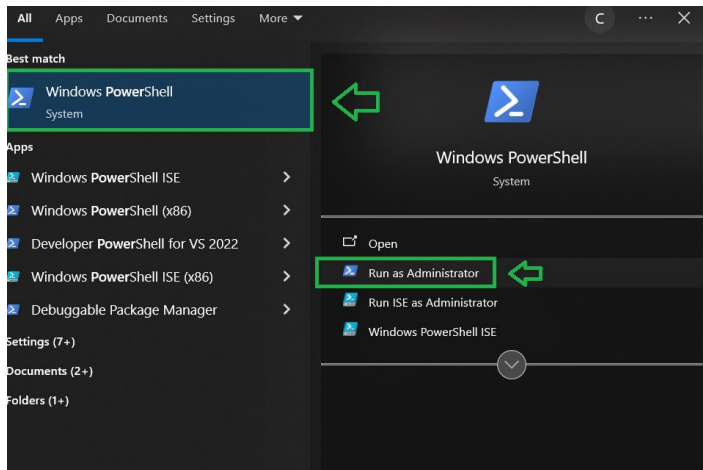 All Apps Documents Settings More C
Best match
Windows PowerShell
System
Apps
Windows PowerShell ISE
Windows PowerShell (x86)
Developer PowerShell for VS 2022
Windows PowerShell ISE (x86)
Debuggable Package Manager
Settings (7+)
Documents (2+)
Folders (1+)
Windows PowerShell
System
Open
Run as Administrator
Run ISE as Administrator
Windows PowerShell ISE